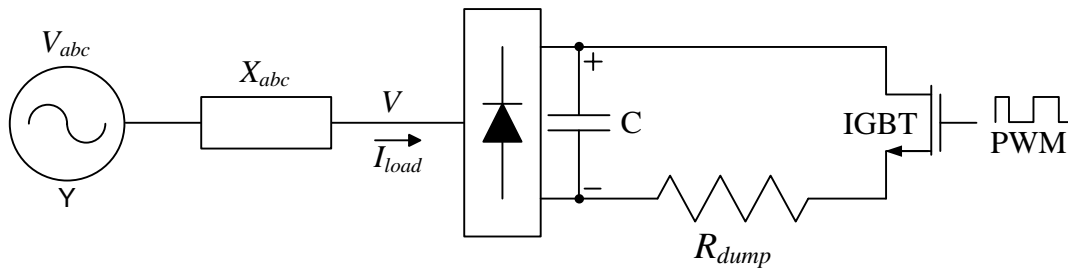 V_abc
Y
X_abc
V
I_load
+
−
C
R_dump
IGBT
PWM